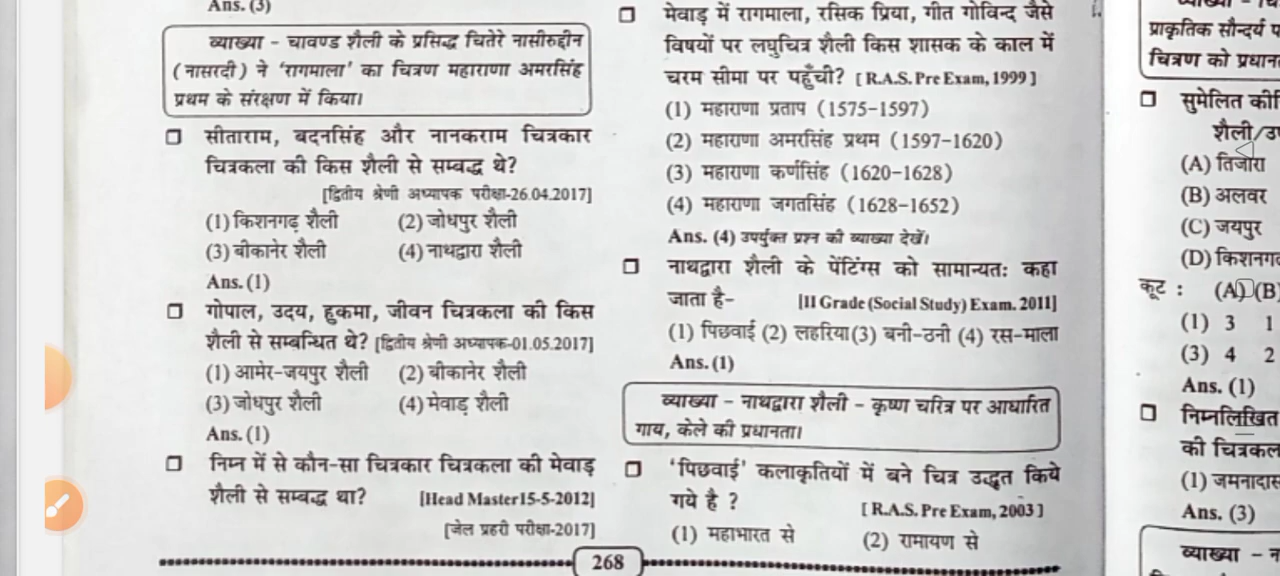 Ans. (3)
व्याख्या - चावण्ड शैली के प्रसिद्ध चितेरे नासीरुद्दीन
(नासरदी) ने 'रागमाला' का चित्रण महाराणा अमरसिंह
प्रथम के संरक्षण में किया।
❒ सीताराम, बदनसिंह और नानकराम चित्रकार
चित्रकला की किस शैली से सम्बद्ध थे?
[द्वितीय श्रेणी अध्यापक परीक्षा-26.04.2017]
(1) किशनगढ़ शैली (2) जोधपुर शैली
(3) बीकानेर शैली (4) नाथद्वारा शैली
Ans. (1)
❒ गोपाल, उदय, हुकमा, जीवन चित्रकला की किस
शैली से सम्बन्धित थे? [द्वितीय श्रेणी अध्यापक-01.05.2017]
(1) आमेर-जयपुर शैली (2) बीकानेर शैली
(3) जोधपुर शैली (4) मेवाड़ शैली
Ans. (1)
❒ निम्न में से कौन-सा चित्रकार चित्रकला की मेवाड़
शैली से सम्बद्ध था? [Head Master15-5-2012]
[जेल प्रहरी परीक्षा-2017]
❒ मेवाड़ में रागमाला, रसिक प्रिया, गीत गोविन्द जैसे
विषयों पर लघुचित्र शैली किस शासक के काल में
चरम सीमा पर पहुँची? [ R.A.S. Pre Exam, 1999 ]
(1) महाराणा प्रताप (1575-1597)
(2) महाराणा अमरसिंह प्रथम (1597-1620)
(3) महाराणा कर्णसिंह (1620-1628)
(4) महाराणा जगतसिंह (1628-1652)
Ans. (4) उपर्युक्त प्रश्न की व्याख्या देखें।
❒ नाथद्वारा शैली के पेंटिंग्स को सामान्यतः कहा
जाता है- [II Grade (Social Study) Exam. 2011]
(1) पिछवाई (2) लहरिया (3) बनी-ठनी (4) रस-माला
Ans. (1)
व्याख्या - नाथद्वारा शैली - कृष्ण चरित्र पर आधारित
गाय, केले की प्रधानता।
❒ 'पिछवाई' कलाकृतियों में बने चित्र उद्धृत किये
गये है ? [ R.A.S. Pre Exam, 2003 ]
(1) महाभारत से (2) रामायण से
268
प्राकृतिक सौन्दर्य
चित्रण को
❒ सुमेलित
शैली/
(A) तिजारा
(B) अलवर
(C) जयपुर
(D)
कूट : (A) (B)
(1) 3 1
(3) 4 2
Ans. (1)
❒ निम्नलिखित
की
(1) जमनादास
Ans. (3)
व्याख्या -